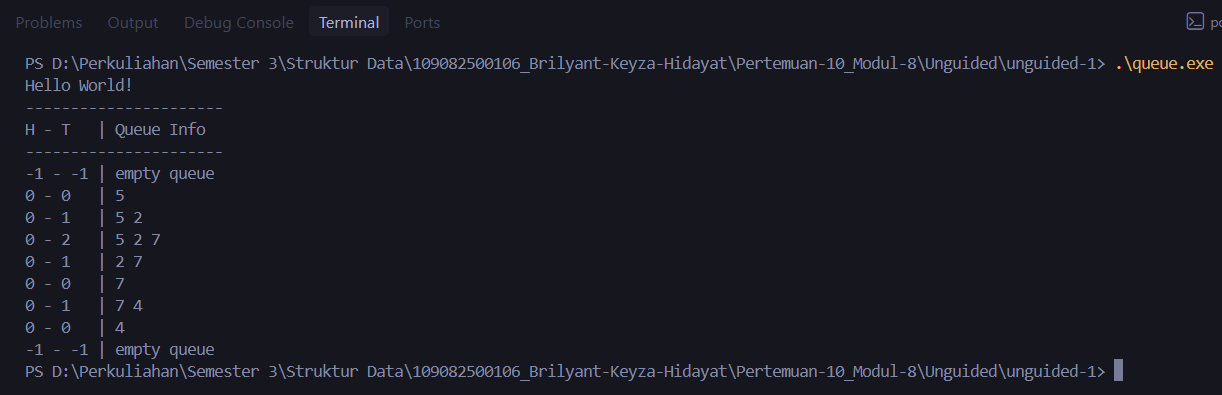 Problems Output Debug Console Terminal Ports
PS D:\Perkuliahan\Semester 3\Struktur Data\109082500106_Brilyant-Keyza-Hidayat\Pertemuan-10_Modul-8\Unguided\unguided-1> .\queue.exe
Hello World!
----------------------
H - T   | Queue Info
----------------------
-1 - -1 | empty queue
0 - 0   | 5
0 - 1   | 5 2
0 - 2   | 5 2 7
0 - 1   | 2 7
0 - 0   | 7
0 - 1   | 7 4
0 - 0   | 4
-1 - -1 | empty queue
PS D:\Perkuliahan\Semester 3\Struktur Data\109082500106_Brilyant-Keyza-Hidayat\Pertemuan-10_Modul-8\Unguided\unguided-1>